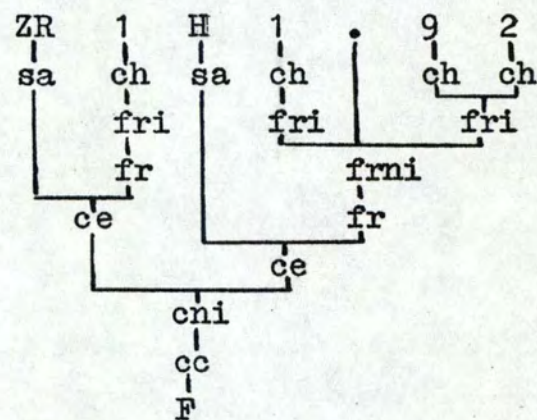 ZR 1 H 1 . 9 2
sa ch sa ch ch ch
fri fri fri
fr frni
ce fr
ce
cni
cc
F